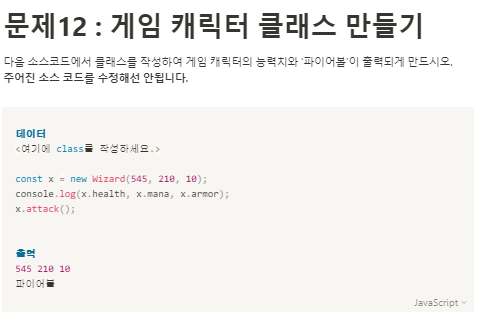 문제12 : 게임 캐릭터 클래스 만들기
다음 소스코드에서 클래스를 작성하여 게임 캐릭터의 능력치와 '파이어볼'이 출력되게 만드시오.
주어진 소스 코드를 수정해선 안됩니다.
데이터
<여기에 class를 작성하세요.>
const x = new Wizard(545, 210, 10);
console.log(x.health, x.mana, x.armor);
x.attack();
출력
545 210 10
파이어볼
JavaScript